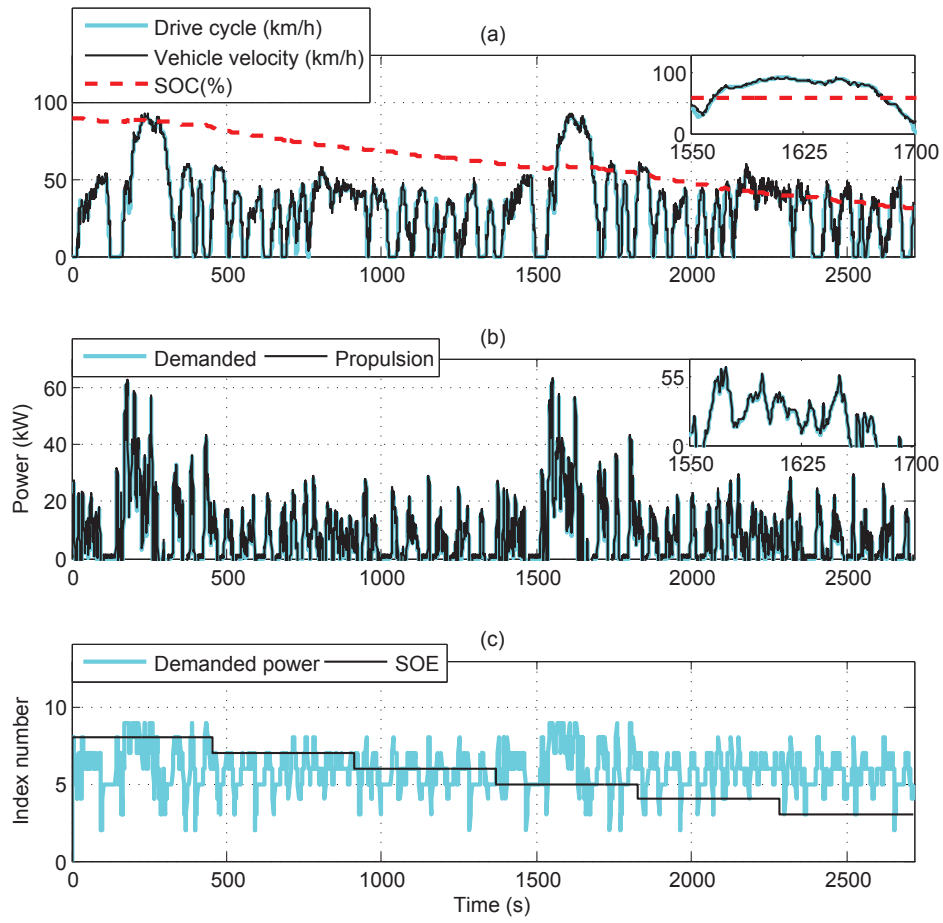 (a)
Drive cycle (km/h)
Vehicle velocity (km/h)
SOC(%)
100
50
0
100
0
1550 1625 1700
0 500 1000 1500 2000 2500
(b)
Demanded Propulsion
Power (kW)
60
40
20
0
55
0
1550 1625 1700
0 500 1000 1500 2000 2500
(c)
Demanded power SOE
Index number
10
5
0
0 500 1000 1500 2000 2500
Time (s)